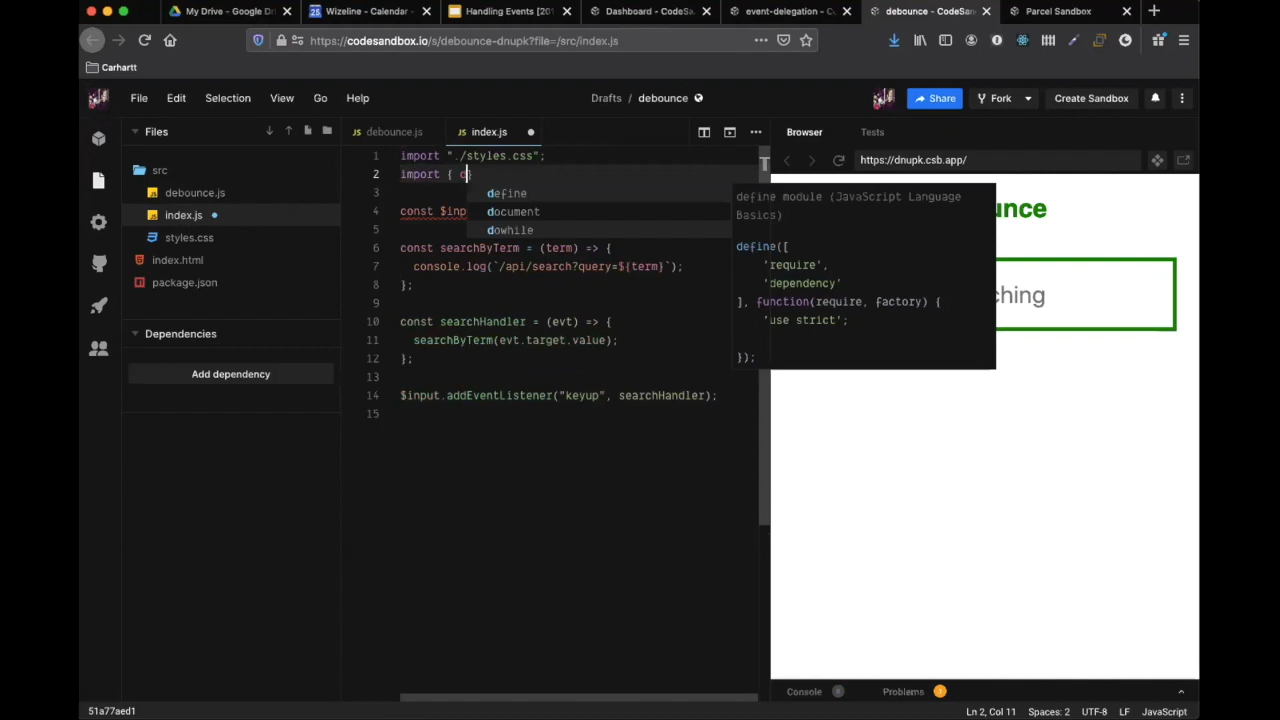 My Drive - Google Dri
Wizeline - Calendar -
Handling Events [201
Dashboard - CodeSa
event-delegation - C
debounce - CodeSan
Parcel Sandbox
https://codesandbox.io/s/debounce-dnupk?file=/src/index.js
Carhartt
File Edit Selection View Go Help
Drafts / debounce
Share
Fork
Create Sandbox
Files
src
debounce.js
index.js
styles.css
index.html
package.json
Dependencies
Add dependency
debounce.js
index.js
1 import "./styles.css";
2 import { d}
3
4 const $inp
5
6 const searchByTerm = (term) => {
7 console.log(`/api/search?query=${term}`);
8 };
9
10 const searchHandler = (evt) => {
11 searchByTerm(evt.target.value);
12 };
13
14 $input.addEventListener("keyup", searchHandler);
15
define
document
dowhile
define module (JavaScript Language
Basics)
define([
'require',
'dependency'
], function(require, factory) {
'use strict';
});
Browser
Tests
https://dnupk.csb.app/
unce
ching
Console 0
Problems
51a77aed1
Ln 2, Col 11
Spaces: 2
UTF-8
LF
JavaScript